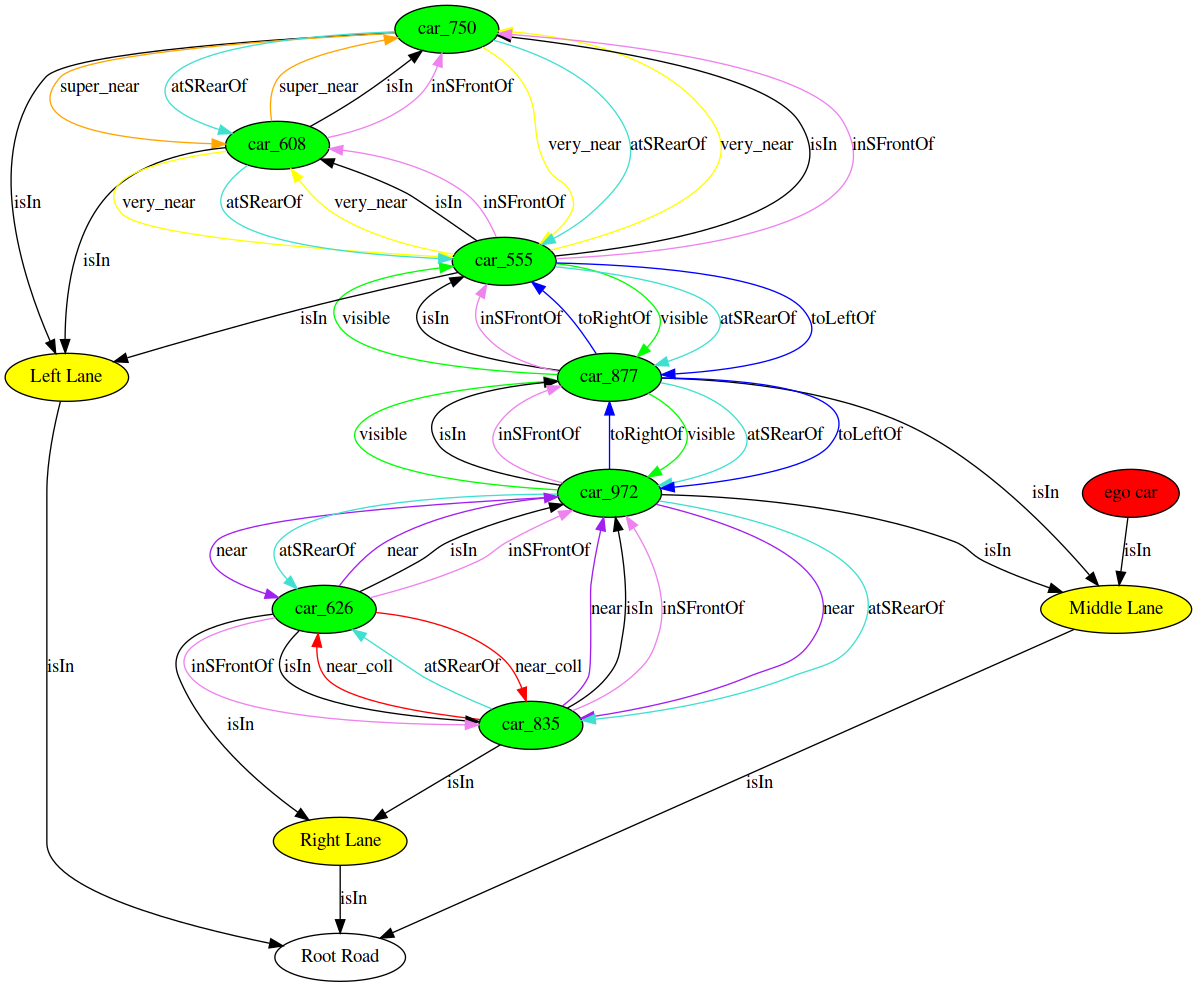 car_750
super_near
atSRearOf
super_near
isIn
inSFrontOf
car_608
very_near
atSRearOf
very_near
isIn
inSFrontOf
isIn
very_near
atSRearOf
very_near
isIn
inSFrontOf
isIn
car_555
isIn
visible
isIn
inSFrontOf
toRightOf
visible
atSRearOf
toLeftOf
Left Lane
car_877
visible
isIn
inSFrontOf
toRightOf
visible
atSRearOf
toLeftOf
car_972
isIn
ego car
near
atSRearOf
near
isIn
inSFrontOf
isIn
isIn
car_626
near
isIn
inSFrontOf
near
atSRearOf
Middle Lane
isIn
inSFrontOf
isIn
near_coll
atSRearOf
near_coll
car_835
isIn
isIn
isIn
Right Lane
isIn
Root Road